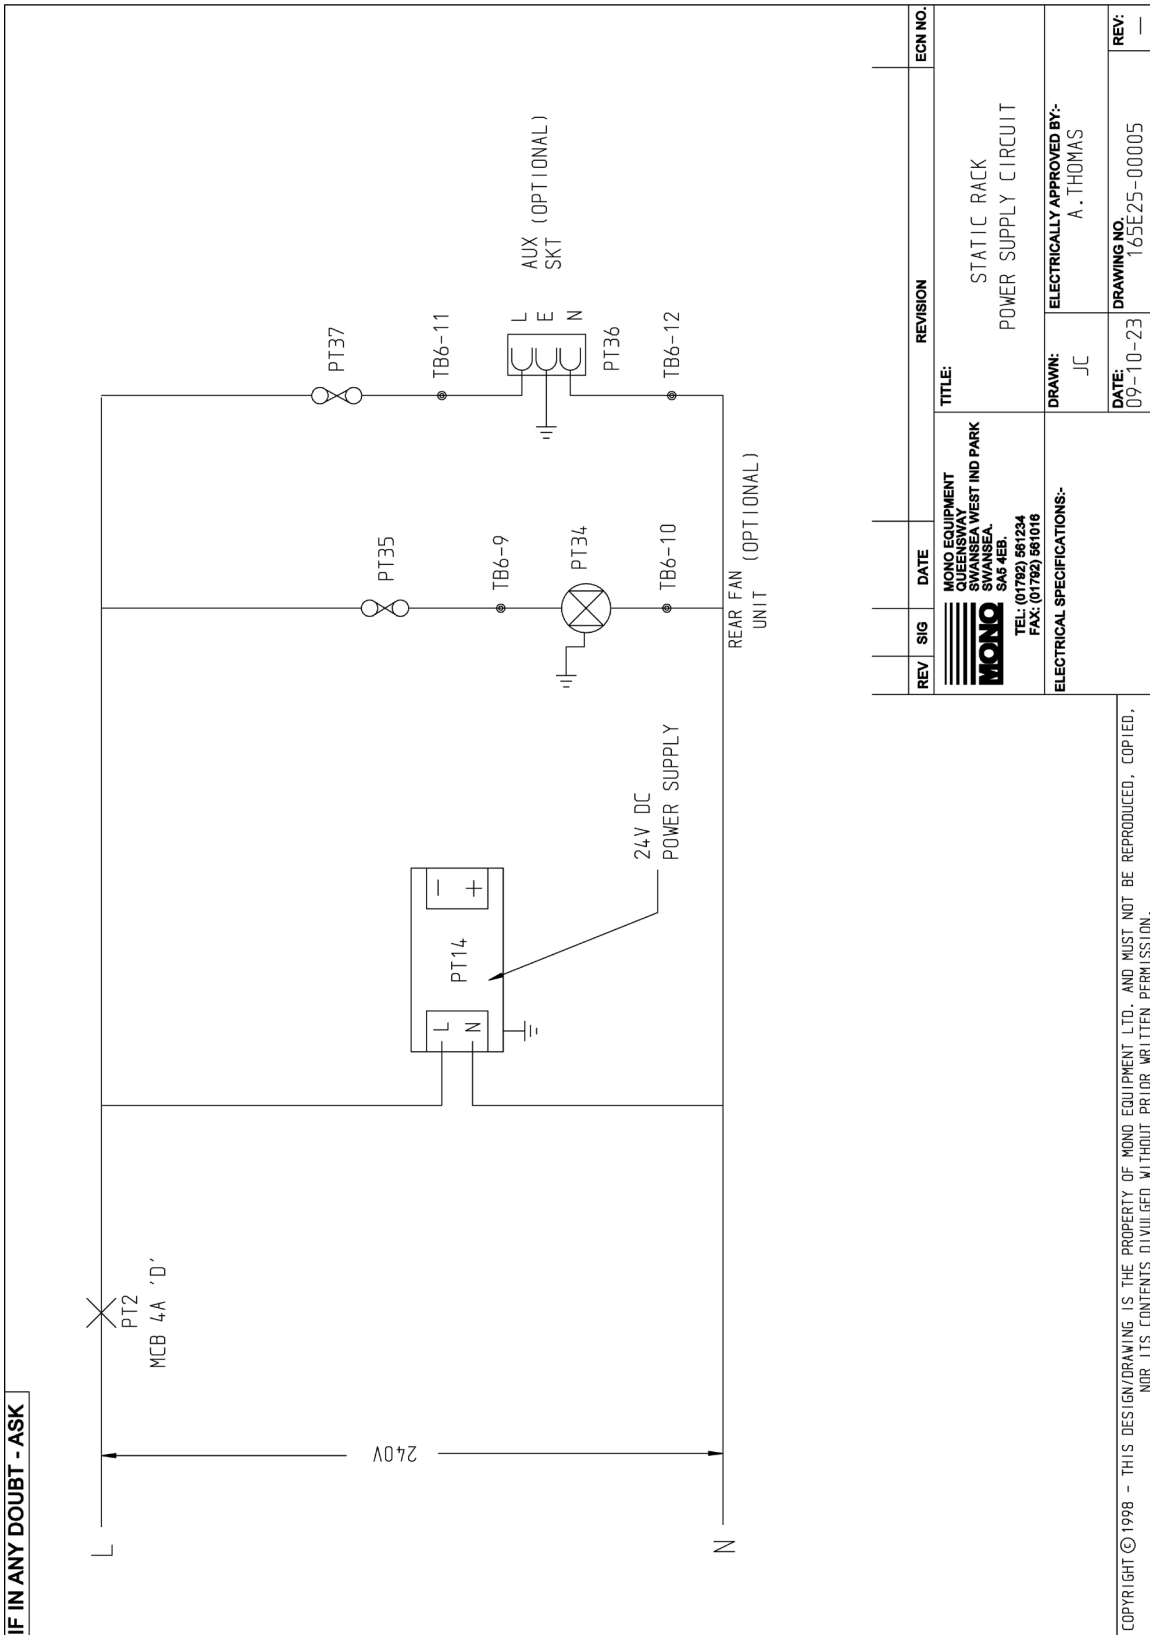 IF IN ANY DOUBT - ASK
L
PT2
MCB 4A 'D'
240V
N
L
N
PT14
-
+
24V DC
POWER SUPPLY
PT35
TB6-9
PT34
TB6-10
REAR FAN
UNIT (OPTIONAL)
PT37
TB6-11
L
E
N
AUX (OPTIONAL)
SKT
PT36
TB6-12
REV SIG DATE REVISION ECN NO.
MONO
MONO EQUIPMENT
QUEENSWAY
SWANSEA WEST IND PARK
SWANSEA.
SA5 4EB.
TEL: (01792) 561234
FAX: (01792) 561016
TITLE:
STATIC RACK
POWER SUPPLY CIRCUIT
ELECTRICAL SPECIFICATIONS:-
DRAWN:
JC
ELECTRICALLY APPROVED BY:-
A.THOMAS
DATE:
09-10-23
DRAWING NO.
165E25-00005
REV:
-
COPYRIGHT © 1998 - THIS DESIGN/DRAWING IS THE PROPERTY OF MONO EQUIPMENT LTD. AND MUST NOT BE REPRODUCED, COPIED,
NOR ITS CONTENTS DIVULGED WITHOUT PRIOR WRITTEN PERMISSION.